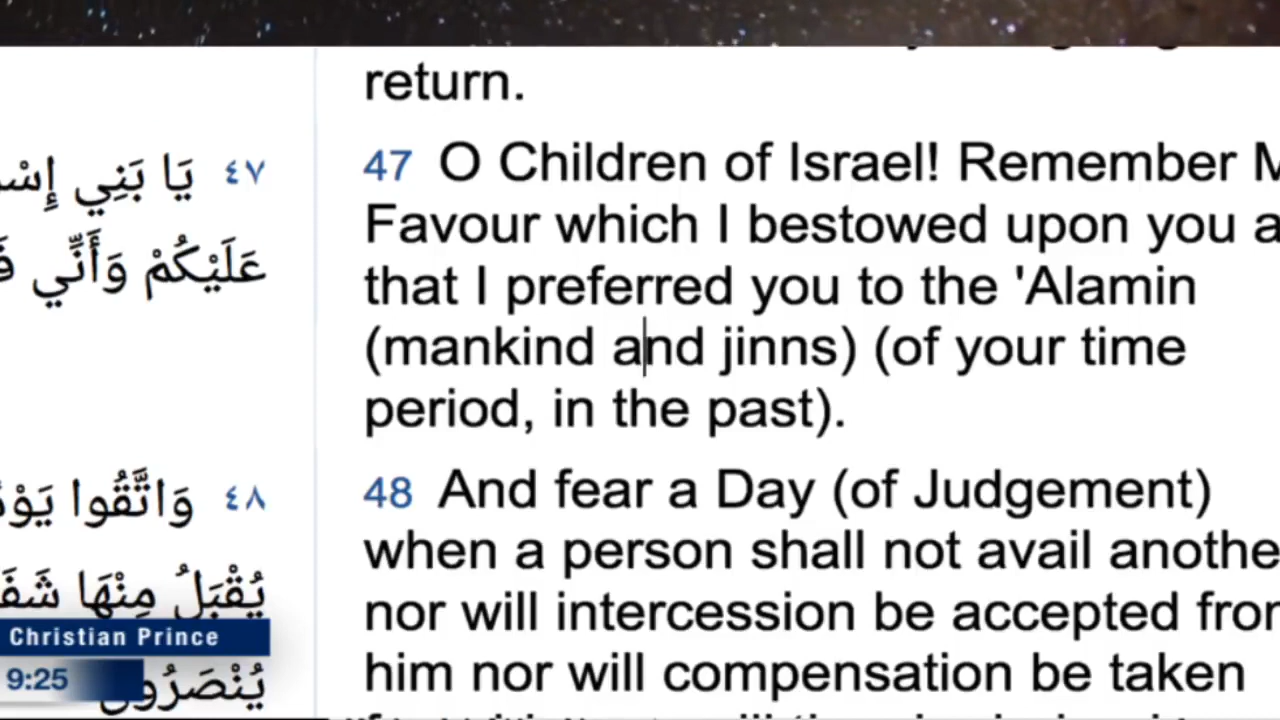 return.
47 O Children of Israel! Remember
Favour which I bestowed upon you
that I preferred you to the 'Alamin
(mankind and jinns) (of your time
period, in the past).
48 And fear a Day (of Judgement)
when a person shall not avail
nor will intercession be accepted
him nor will compensation be taken
٤٧ يَا بَنِي
عَلَيْكُمْ وَأَنِّي
٤٨ وَاتَّقُوا
يُقْبَلُ مِنْهَا
Christian Prince
9:25